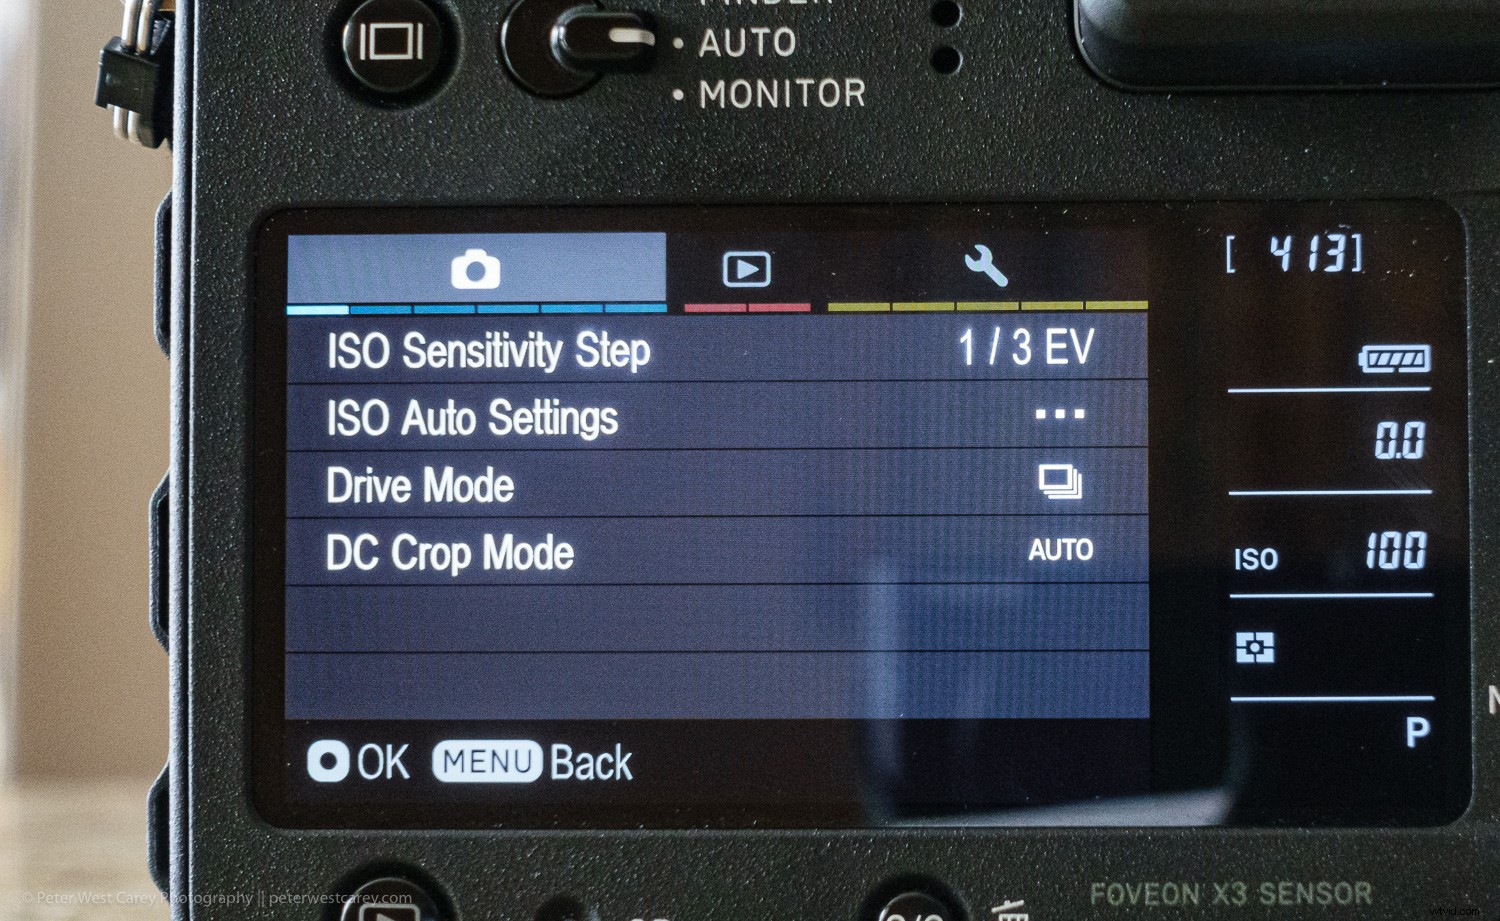 FINDER
AUTO
MONITOR
[ 413]
ISO Sensitivity Step 1 / 3 EV
ISO Auto Settings
0.0
Drive Mode
DC Crop Mode AUTO
ISO 100
P
OK MENU Back
FOVEON X3 SENSOR
© Peter West Carey Photography || peterwestcarey.com